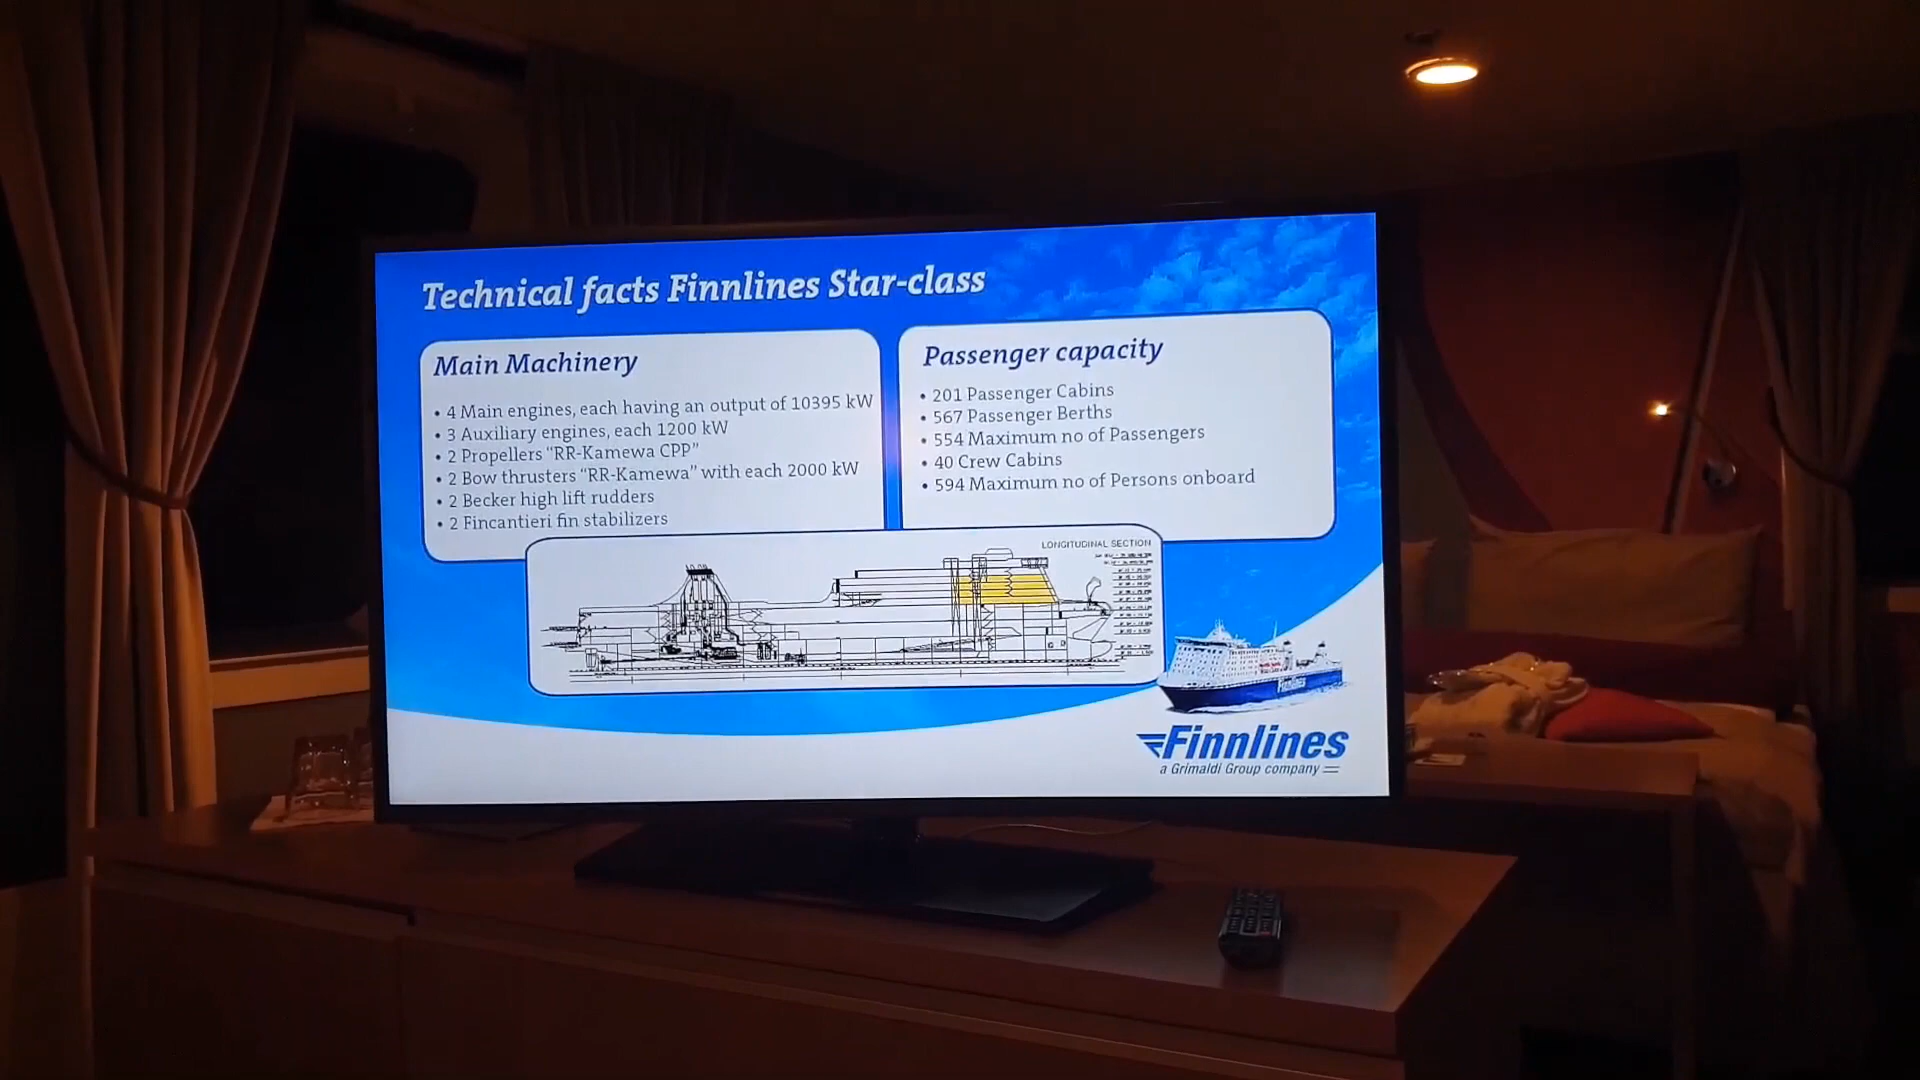 Technical facts Finnlines Star-class
Main Machinery
• 4 Main engines, each having an output of 10395 kW
• 3 Auxiliary engines, each 1200 kW
• 2 Propellers "RR-Kamewa CPP"
• 2 Bow thrusters "RR-Kamewa" with each 2000 kW
• 2 Becker high lift rudders
• 2 Fincantieri fin stabilizers
Passenger capacity
• 201 Passenger Cabins
• 567 Passenger Berths
• 554 Maximum no of Passengers
• 40 Crew Cabins
• 594 Maximum no of Persons onboard
LONGITUDINAL SECTION
Finnlines
Finnlines
a Grimaldi Group company